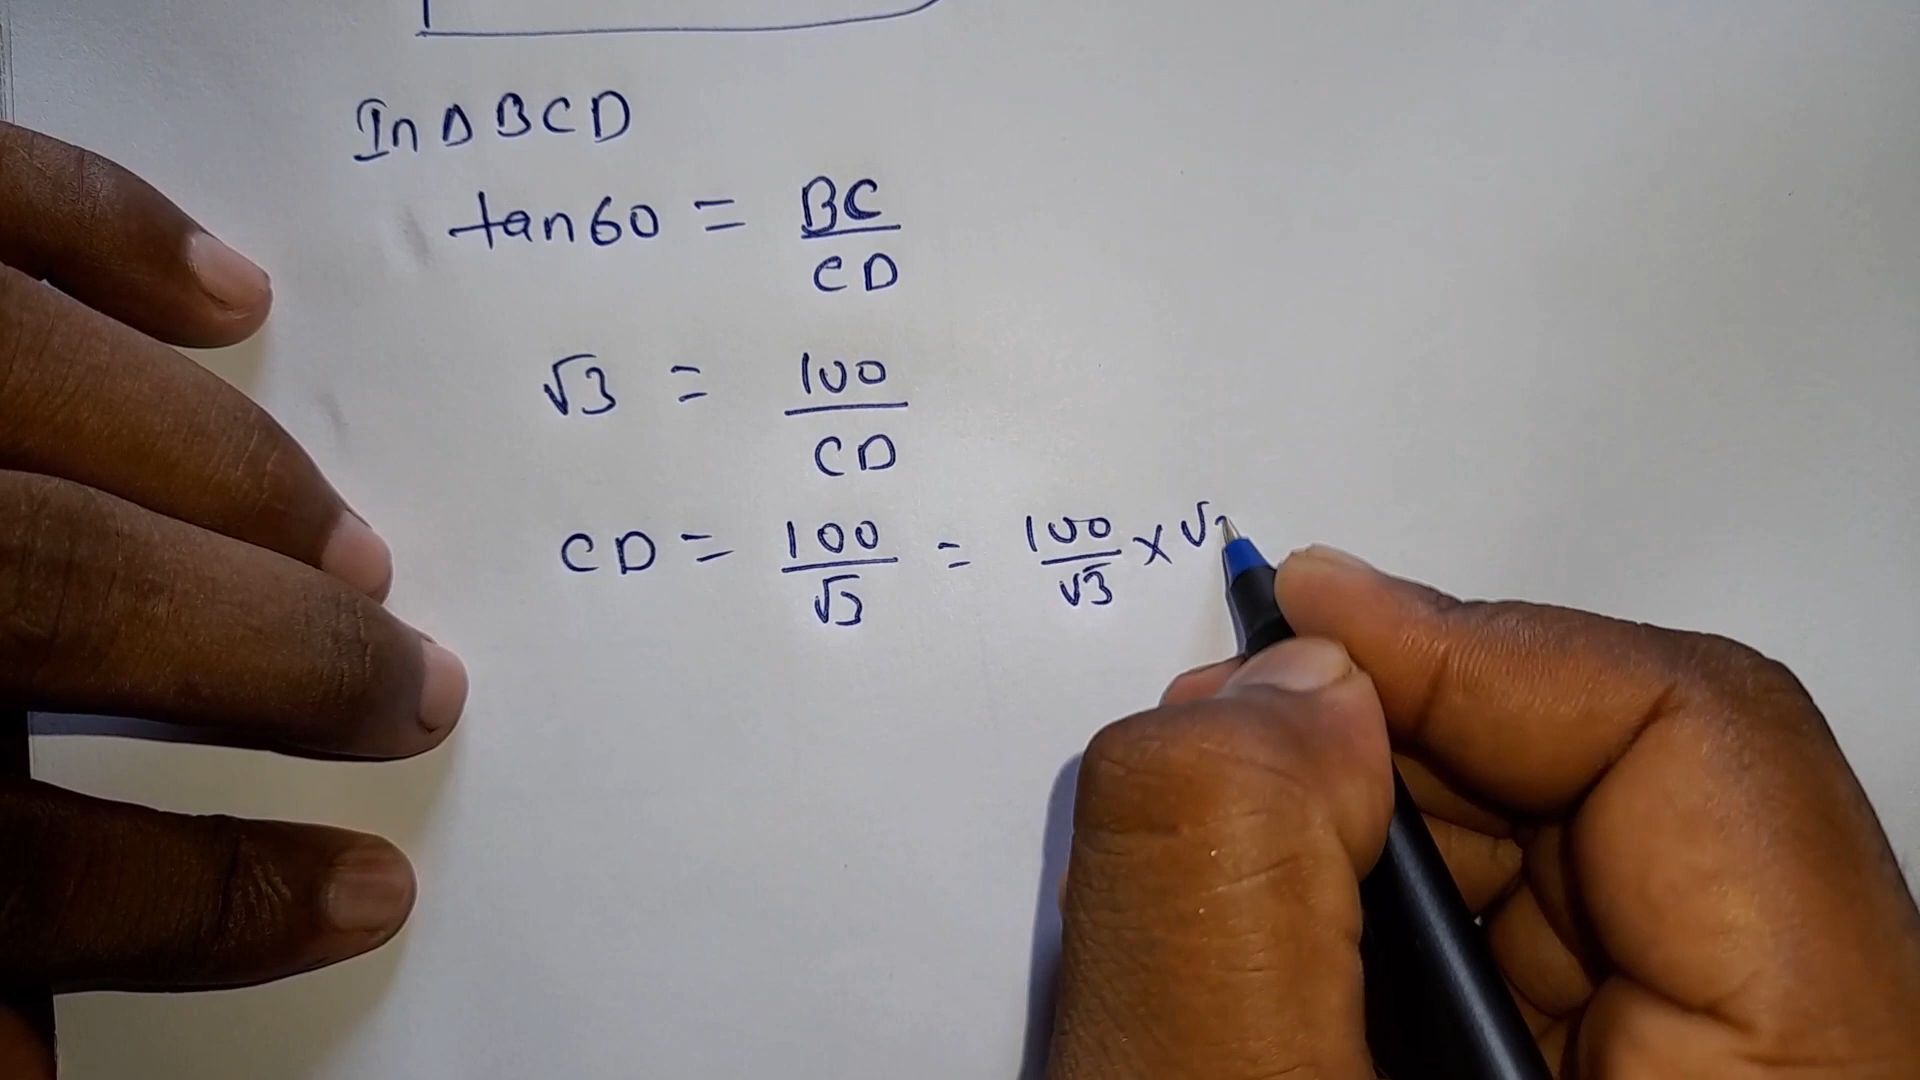 In Δ BCD
tan60 = BC/CD
√3 = 100/CD
CD = 100/√3 = 100/√3 × √